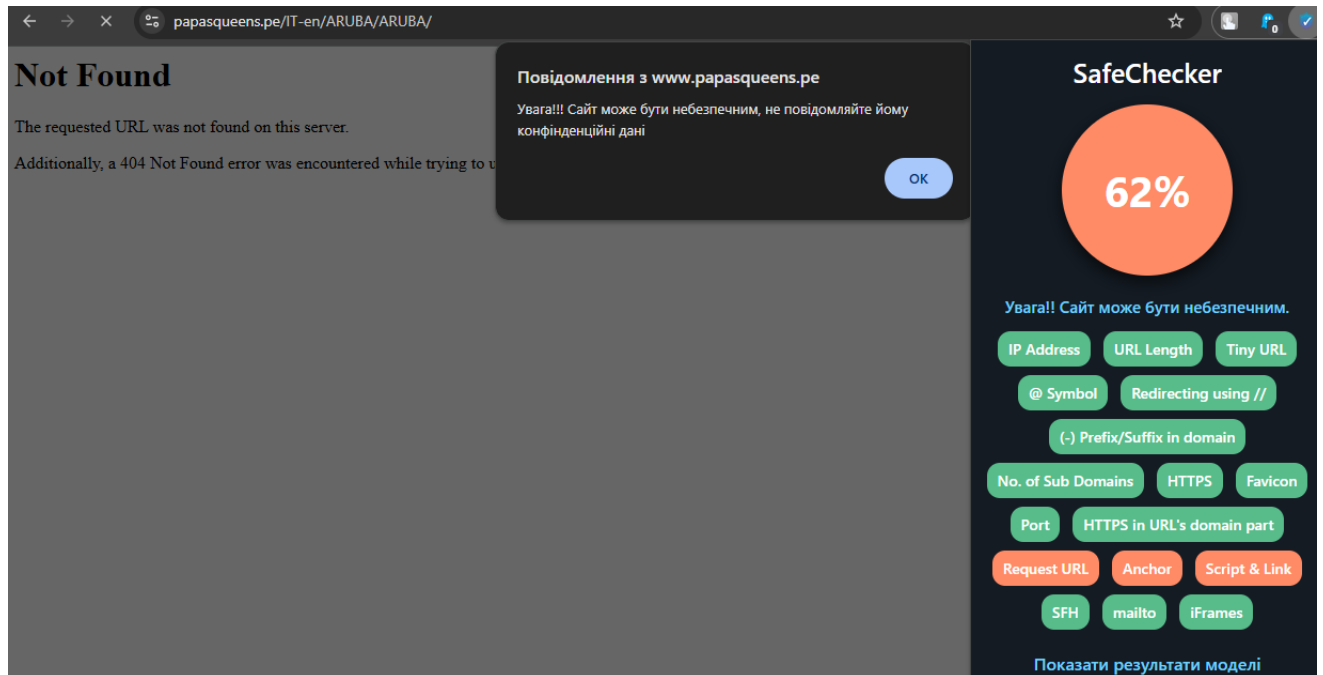 papasqueens.pe/IT-en/ARUBA/ARUBA/
0
Not Found
The requested URL was not found on this server.
Additionally, a 404 Not Found error was encountered while trying to u
Повідомлення з www.papasqueens.pe
Увага!!! Сайт може бути небезпечним, не повідомляйте йому
конфінденційні дані
ОК
SafeChecker
62%
Увага!! Сайт може бути небезпечним.
IP Address URL Length Tiny URL
@ Symbol Redirecting using //
(-) Prefix/Suffix in domain
No. of Sub Domains HTTPS Favicon
Port HTTPS in URL's domain part
Request URL Anchor Script & Link
SFH mailto iFrames
Показати результати моделі